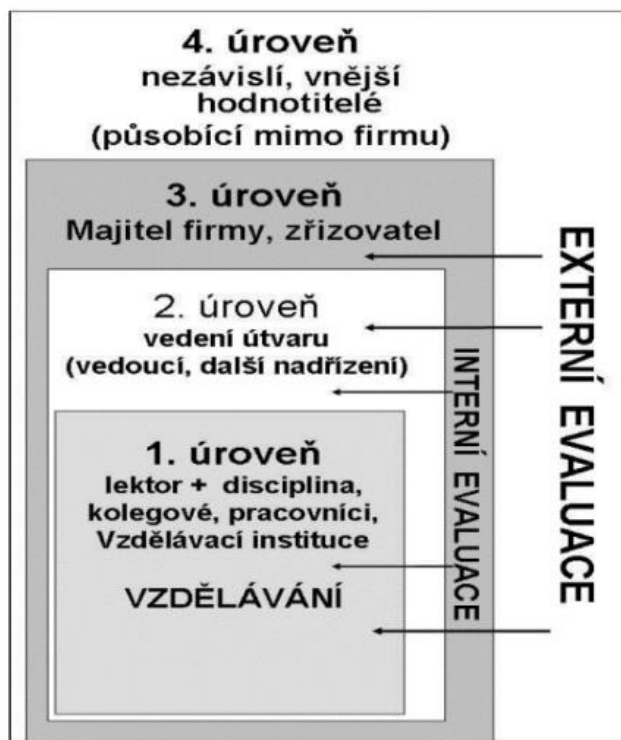 4. úroveň
nezávislí, vnější
hodnotitelé
(působící mimo firmu)
3. úroveň
Majitel firmy, zřizovatel
2. úroveň
vedení útvaru
(vedoucí, další nadřízení)
1. úroveň
lektor + disciplina,
kolegové, pracovníci,
Vzdělávací instituce
VZDĚLÁVÁNÍ
INTERNÍ EVALUACE
EXTERNÍ EVALUACE